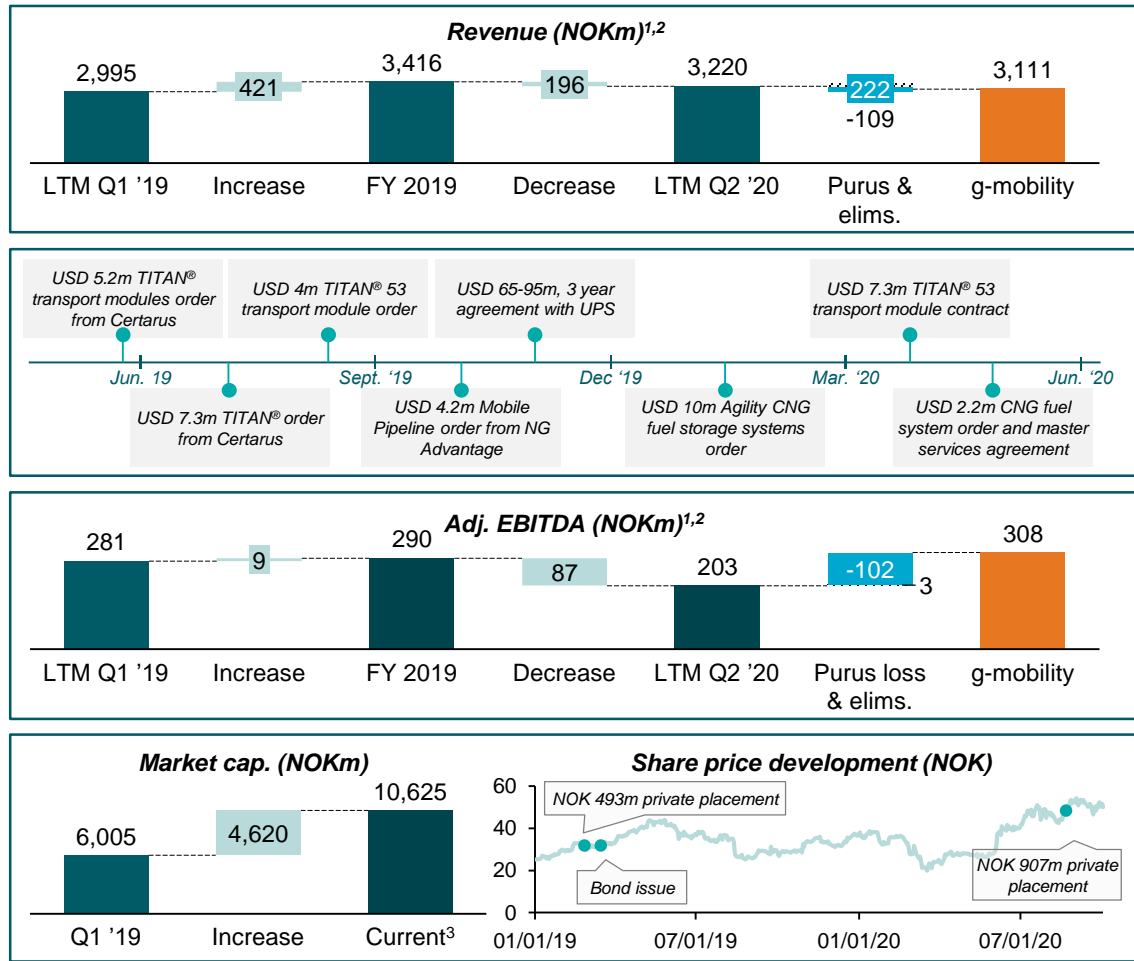 Revenue (NOKm)1,2
2,995
421
3,416
196
3,220
222
-109
3,111
LTM Q1 ’19
Increase
FY 2019
Decrease
LTM Q2 ’20
Purus &
elims.
g-mobility
USD 5.2m TITAN®
transport modules order
from Certarus
USD 4m TITAN® 53
transport module order
USD 65-95m, 3 year
agreement with UPS
USD 7.3m TITAN® 53
transport module contract
Jun. 19
Sept. ‘19
Dec ‘19
Mar. ’20
Jun. ‘20
USD 7.3m TITAN® order
from Certarus
USD 4.2m Mobile
Pipeline order from NG
Advantage
USD 10m Agility CNG
fuel storage systems
order
USD 2.2m CNG fuel
system order and master
services agreement
Adj. EBITDA (NOKm)1,2
281
9
290
87
203
-102
3
308
LTM Q1 ’19
Increase
FY 2019
Decrease
LTM Q2 ’20
Purus loss
& elims.
g-mobility
Market cap. (NOKm)
6,005
4,620
10,625
Q1 ’19
Increase
Current3
Share price development (NOK)
60
40
20
0
NOK 493m private placement
Bond issue
NOK 907m private
placement
01/01/19
07/01/19
01/01/20
07/01/20